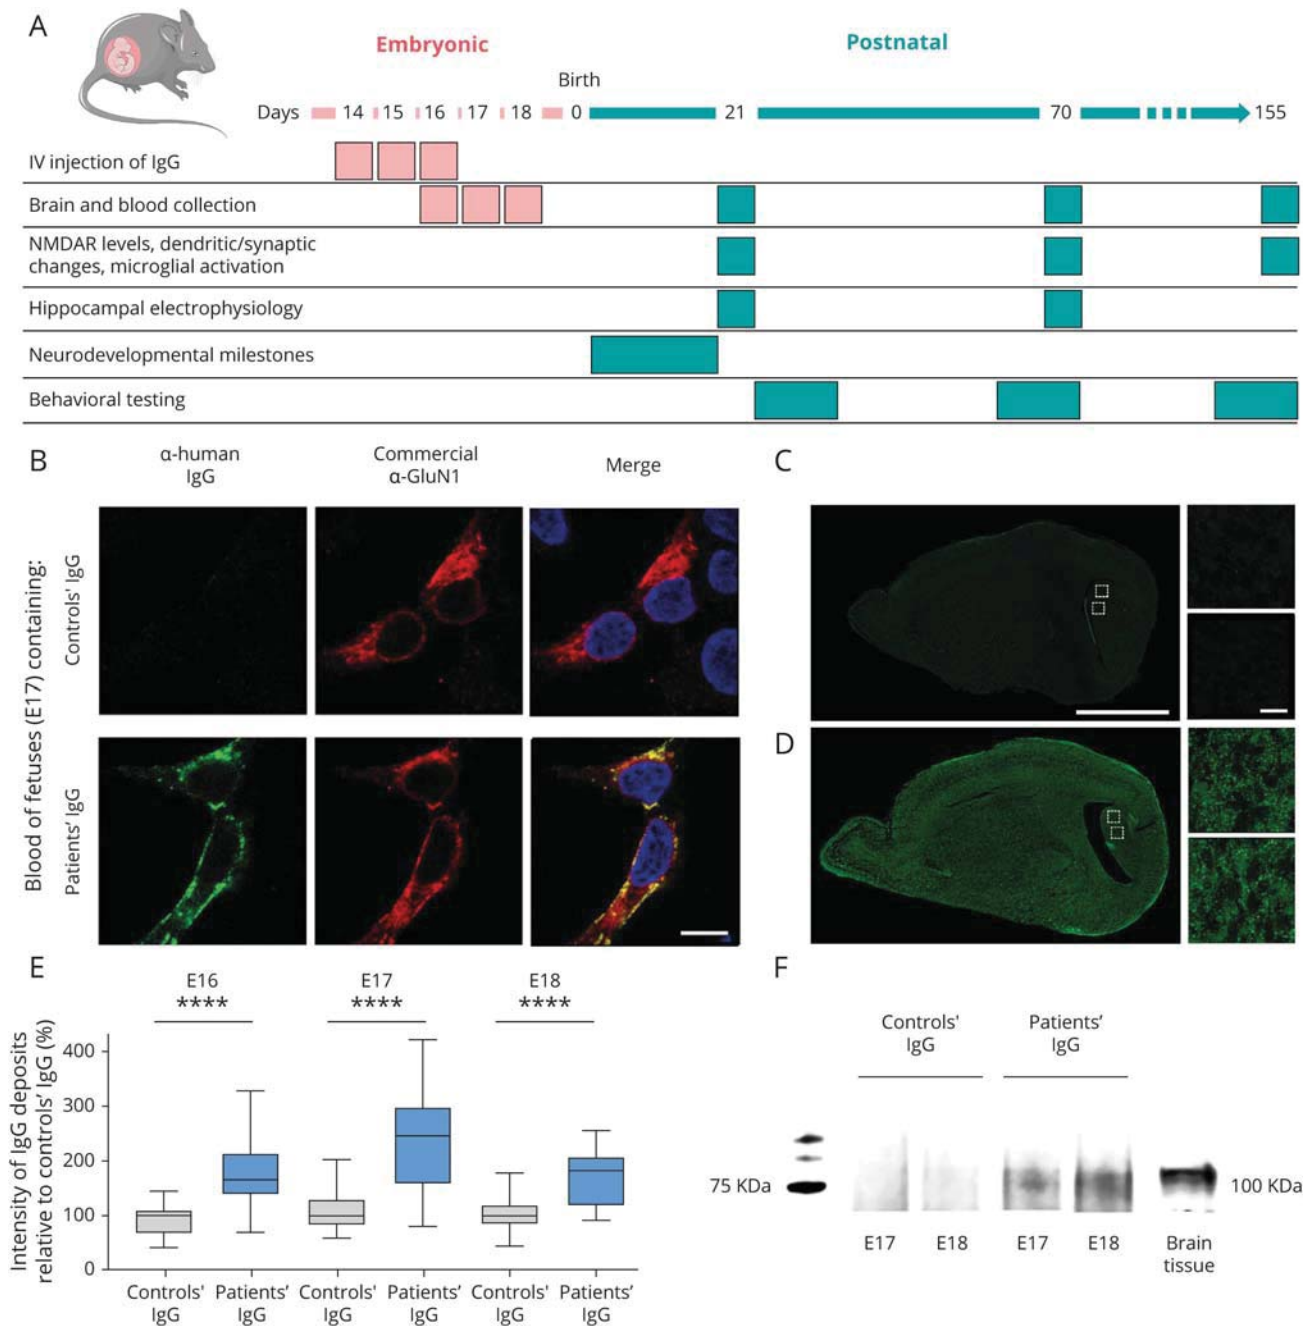 A
Embryonic
Postnatal
Birth
Days 14 15 16 17 18 0 21 70 155
IV injection of IgG
Brain and blood collection
NMDAR levels, dendritic/synaptic
changes, microglial activation
Hippocampal electrophysiology
Neurodevelopmental milestones
Behavioral testing
B
α-human
IgG
Commercial
α-GluN1
Merge
Blood of fetuses (E17) containing:
Controls' IgG
Patients' IgG
C
D
E
E16
****
E17
****
E18
****
Intensity of IgG deposits
relative to controls' IgG (%)
400
300
200
100
0
Controls'
IgG
Patients'
IgG
Controls'
IgG
Patients'
IgG
Controls'
IgG
Patients'
IgG
F
Controls'
IgG
Patients'
IgG
75 KDa
100 KDa
E17
E18
E17
E18
Brain
tissue